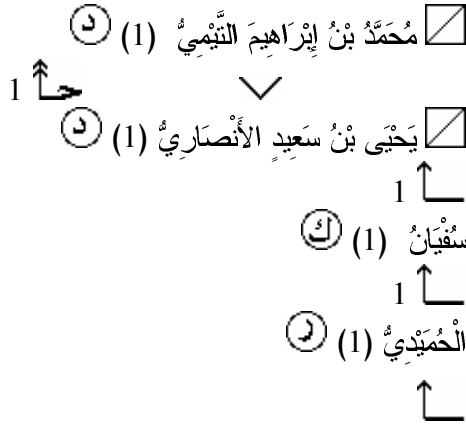 مُحَمَّدُ بْنُ إِبْرَاهِيمَ التَّيْمِيُّ (1) د
1 حـ
يَحْيَى بْنُ سَعِيدٍ الأَنْصَارِيُّ (1) د
1
سُفْيَانُ (1) ك
1
الْحُمَيْدِيُّ (1) ر